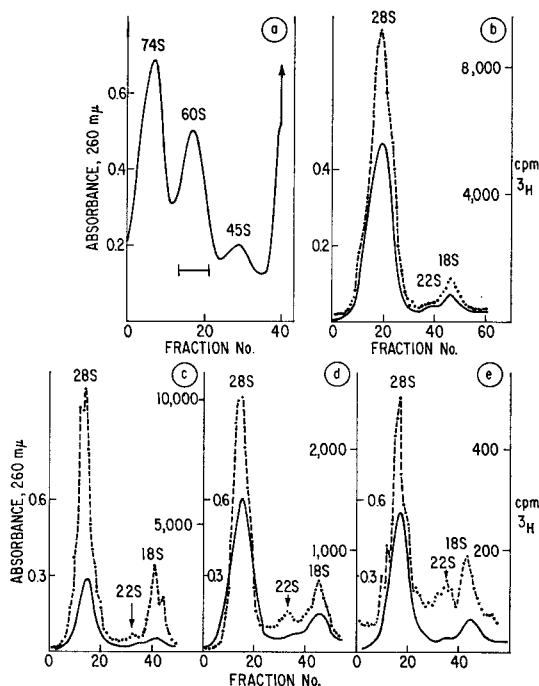 a
74S
60S
45S
0.6
0.4
0.2
ABSORBANCE, 260 mμ
0 20 40
FRACTION No.
b
28S
22S
18S
0.4
0.2
8,000
4,000
cpm
3H
0 20 40 60
FRACTION No.
c
28S
22S
18S
0.6
0.3
ABSORBANCE, 260 mμ
0 20 40
FRACTION No.
d
28S
22S
18S
10,000
5,000
0.6
0.3
0 20 40
FRACTION No.
e
28S
22S
18S
2,000
1,000
0.6
0.3
400
200
cpm
3H
0 20 40
FRACTION No.